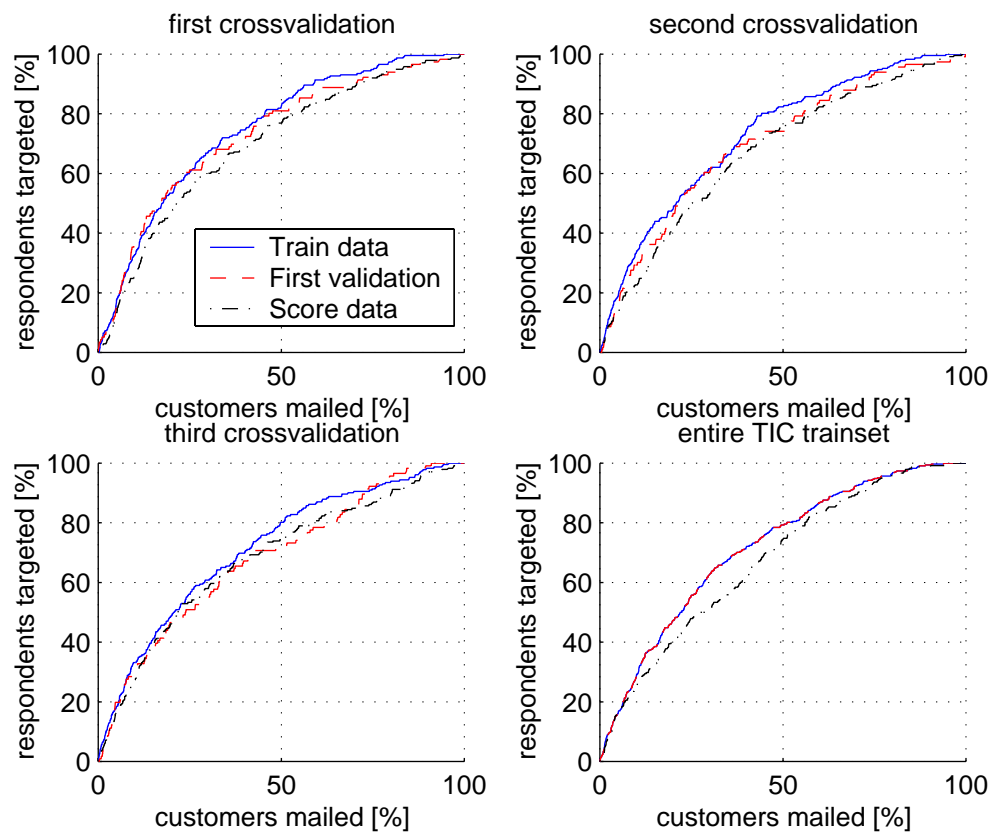 first crossvalidation
respondents targeted [%]
100
80
60
40
20
0
Train data
First validation
Score data
0 50 100
customers mailed [%]
second crossvalidation
respondents targeted [%]
100
80
60
40
20
0
0 50 100
customers mailed [%]
third crossvalidation
respondents targeted [%]
100
80
60
40
20
0
0 50 100
customers mailed [%]
entire TIC trainset
respondents targeted [%]
100
80
60
40
20
0
0 50 100
customers mailed [%]